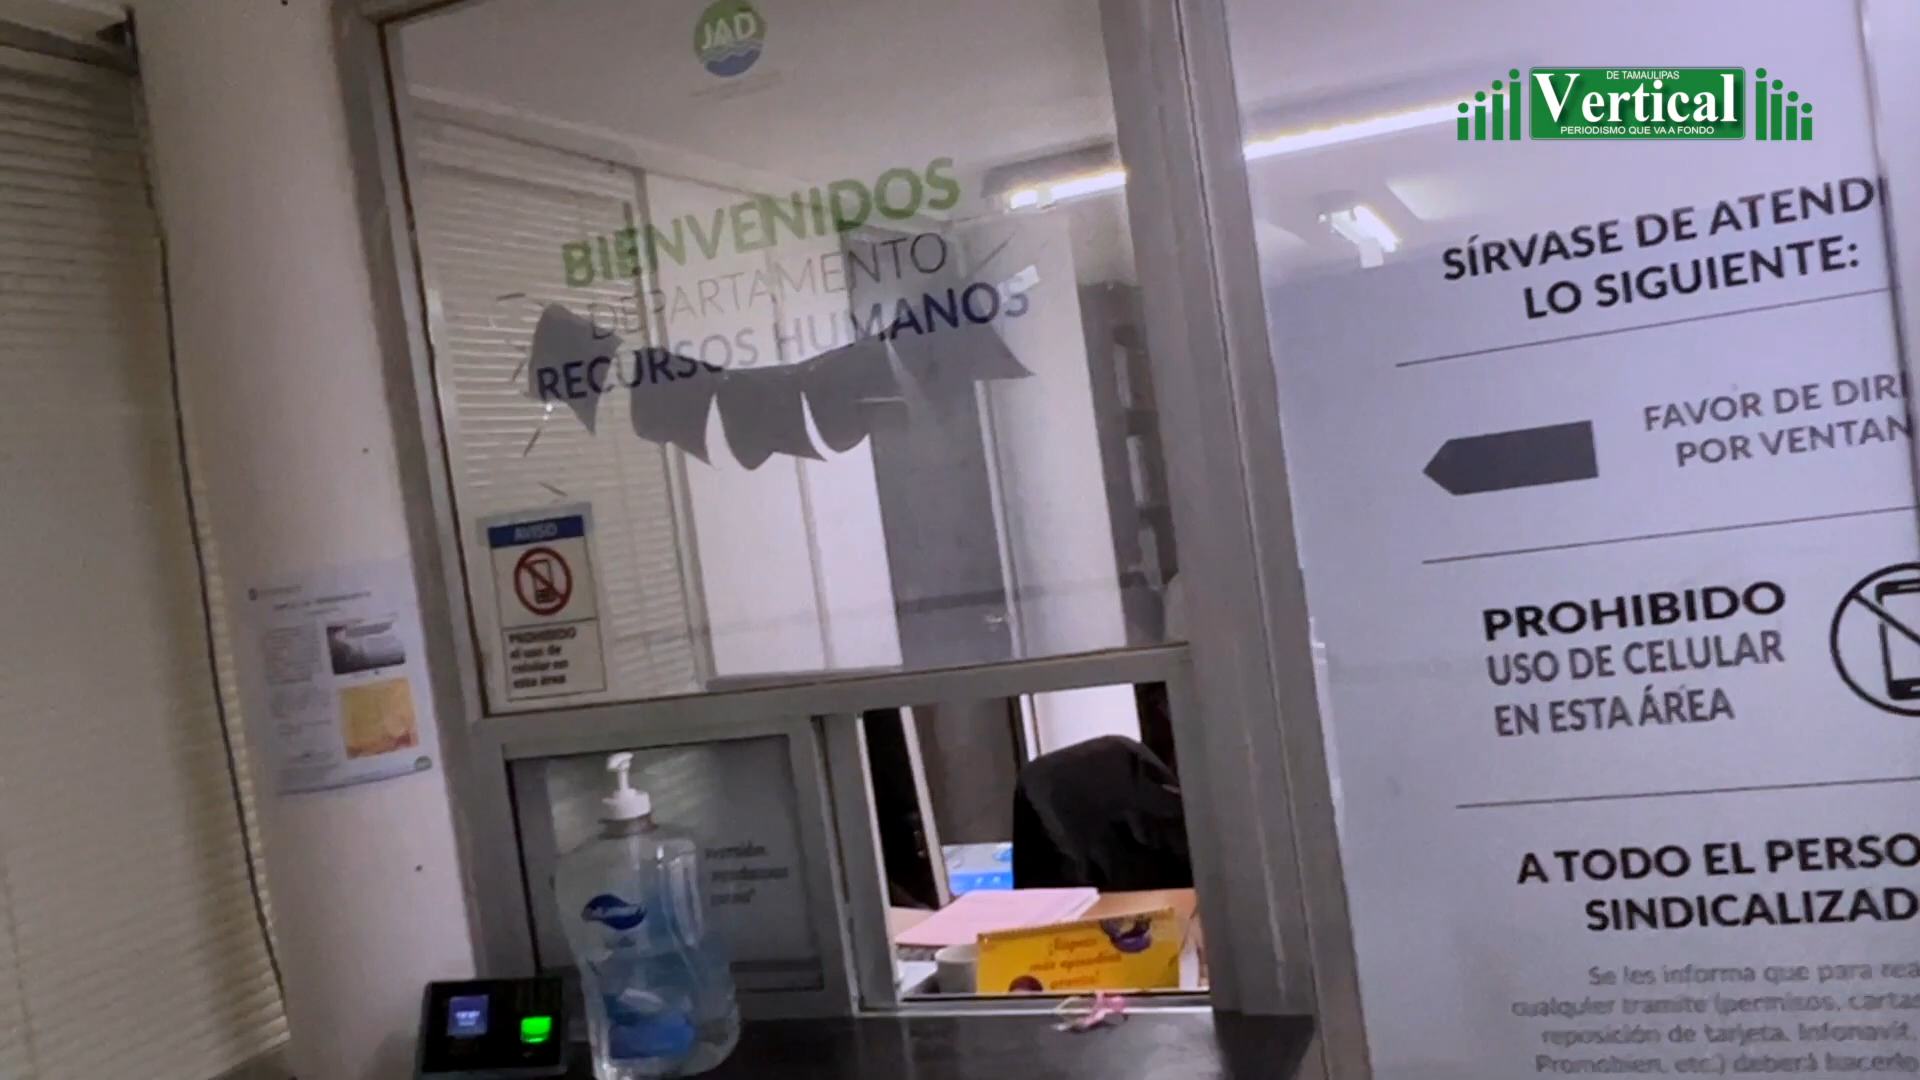 JAD
DE TAMAULIPAS
Vertical
PERIODISMO QUE VA A FONDO
BIENVENIDOS
DEPARTAMENTO
RECURSOS HUMANOS
SÍRVASE DE ATEND
LO SIGUIENTE:
FAVOR DE DIRI
POR VENTAN
AVISO
PROHIBIDO
el uso de
celular en
esta área
PROHIBIDO
USO DE CELULAR
EN ESTA ÁREA
A TODO EL PERSO
SINDICALIZAD
Se les informa que para rea
cualquier tramite (permisos, cartas
reposición de tarjeta, Infonavit,
Promobien, etc.) deberá hacerlo